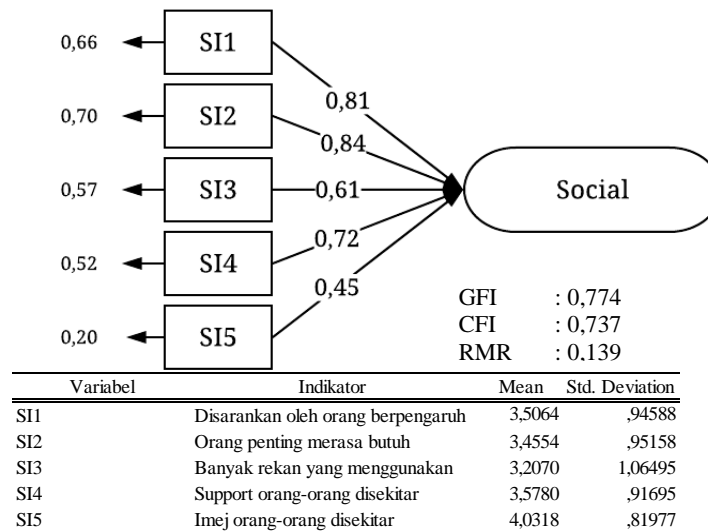 0,66 SI1 0,81
0,70 SI2 0,84
0,57 SI3 0,61 Social
0,52 SI4 0,72
0,20 SI5 0,45
GFI : 0,774
CFI : 0,737
RMR : 0,139
Variabel Indikator Mean Std. Deviation
SI1 Disarankan oleh orang berpengaruh 3,5064 ,94588
SI2 Orang penting merasa butuh 3,4554 ,95158
SI3 Banyak rekan yang menggunakan 3,2070 1,06495
SI4 Support orang-orang disekitar 3,5780 ,91695
SI5 Imej orang-orang disekitar 4,0318 ,81977